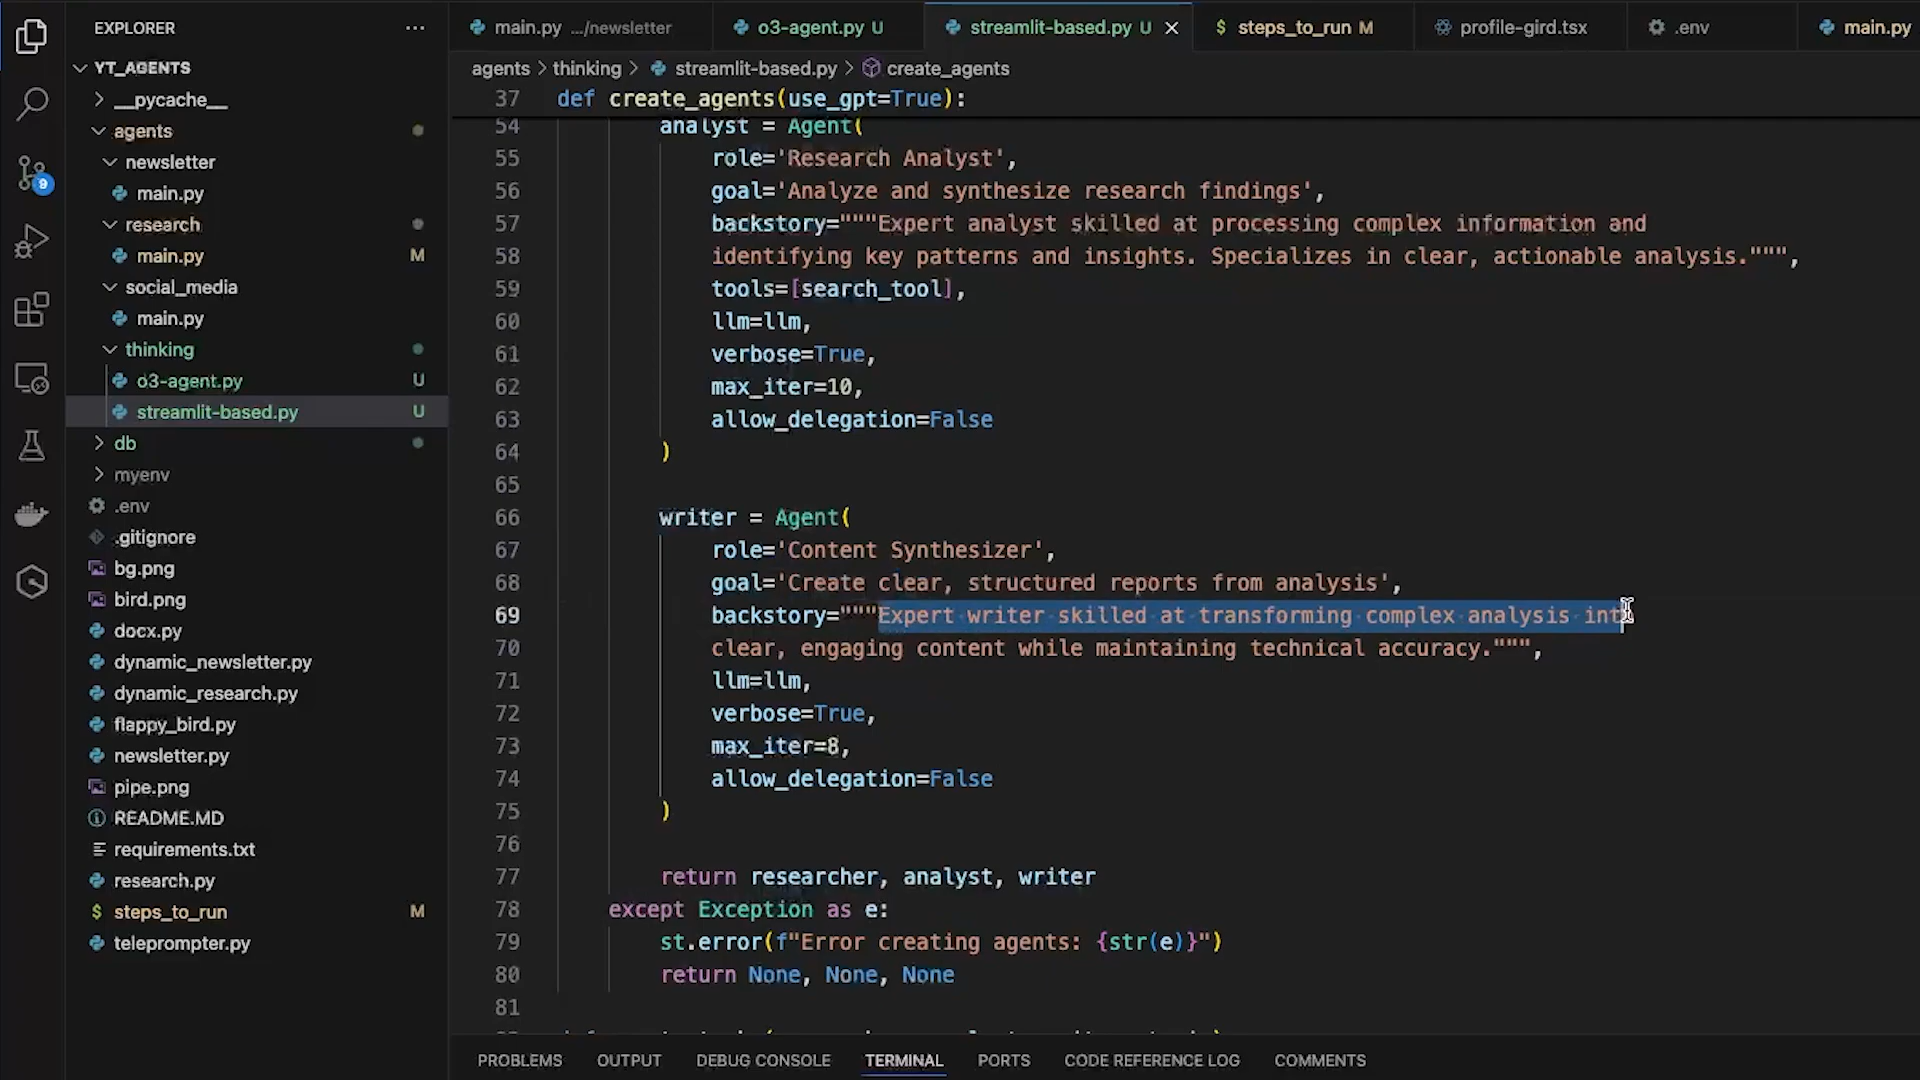 EXPLORER
YT_AGENTS
__pycache__
agents
newsletter
main.py
research
main.py M
social_media
main.py
thinking
o3-agent.py U
streamlit-based.py U
db
myenv
.env
.gitignore
bg.png
bird.png
docx.py
dynamic_newsletter.py
dynamic_research.py
flappy_bird.py
newsletter.py
pipe.png
README.MD
requirements.txt
research.py
$ steps_to_run M
teleprompter.py
9
main.py .../newsletter
o3-agent.py U
streamlit-based.py U
$ steps_to_run M
profile-gird.tsx
.env
main.py
agents > thinking > streamlit-based.py > create_agents
37 def create_agents(use_gpt=True):
54 analyst = Agent(
55 role='Research Analyst',
56 goal='Analyze and synthesize research findings',
57 backstory="""Expert analyst skilled at processing complex information and
58 identifying key patterns and insights. Specializes in clear, actionable analysis.""",
59 tools=[search_tool],
60 llm=llm,
61 verbose=True,
62 max_iter=10,
63 allow_delegation=False
64 )
65
66 writer = Agent(
67 role='Content Synthesizer',
68 goal='Create clear, structured reports from analysis',
69 backstory="""Expert writer skilled at transforming complex analysis into
70 clear, engaging content while maintaining technical accuracy.""",
71 llm=llm,
72 verbose=True,
73 max_iter=8,
74 allow_delegation=False
75 )
76
77 return researcher, analyst, writer
78 except Exception as e:
79 st.error(f"Error creating agents: {str(e)}")
80 return None, None, None
81
PROBLEMS OUTPUT DEBUG CONSOLE TERMINAL PORTS CODE REFERENCE LOG COMMENTS